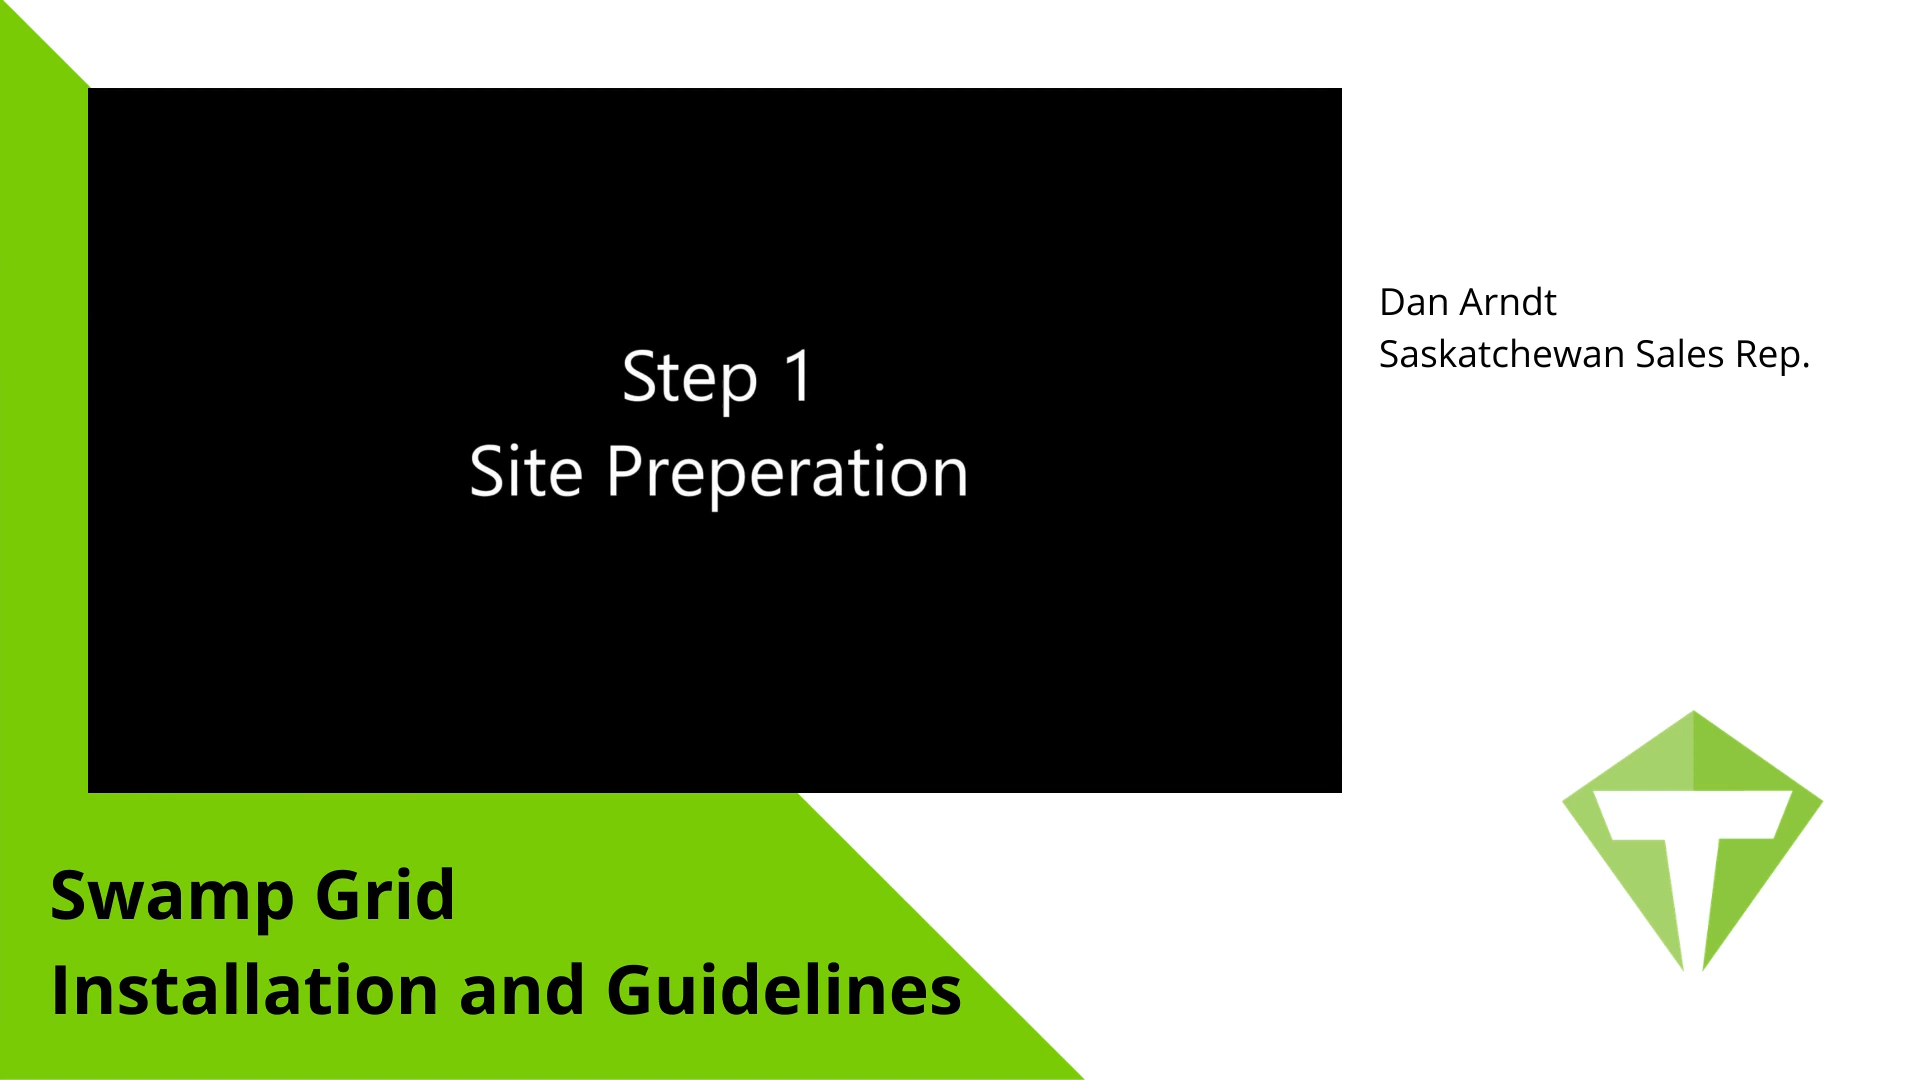 Step 1
Site Preperation
Dan Arndt
Saskatchewan Sales Rep.
Swamp Grid
Installation and Guidelines